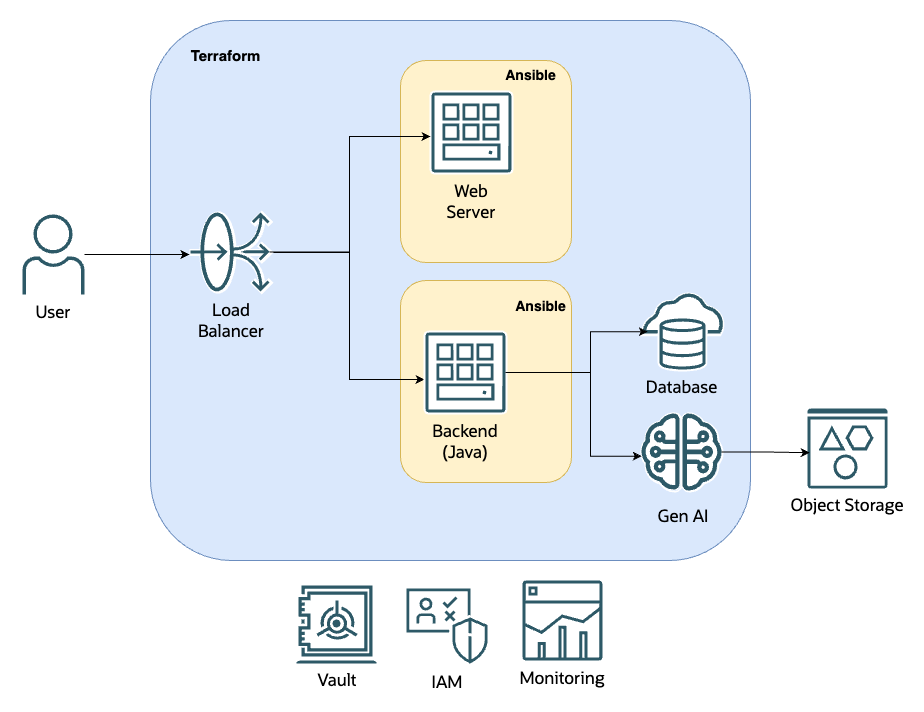 Terraform
Ansible
Web
Server
User
Load
Balancer
Ansible
Backend
(Java)
Database
Gen AI
Object Storage
Vault
IAM
Monitoring